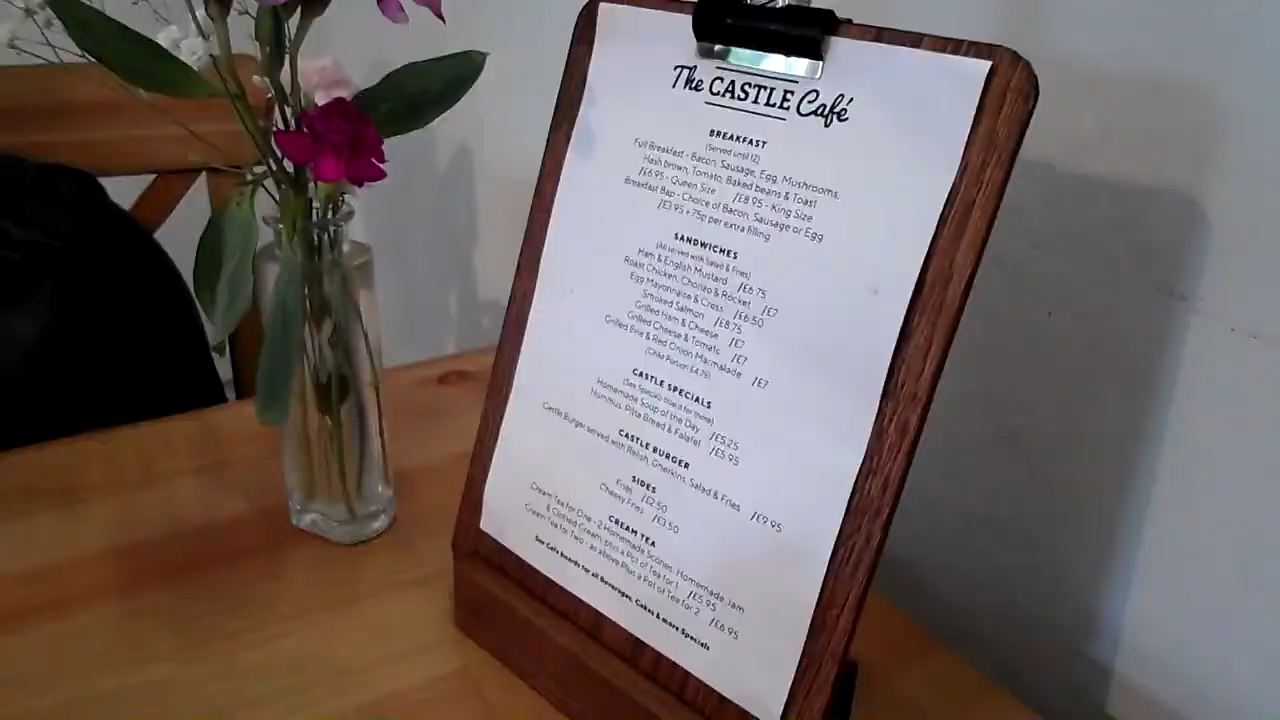 The CASTLE Café
BREAKFAST
(Served until 12)
Full Breakfast - Bacon, Sausage, Egg, Mushrooms,
Hash brown, Tomato, Baked beans & Toast
/£6.95 - Queen Size /£8.95 - King Size
Breakfast Bap - Choice of Bacon, Sausage or Egg
/£3.95 + 75p per extra filling
SANDWICHES
(All served with Salad & Fries)
Ham & English Mustard /£6.75
Roast Chicken, Chorizo & Rocket /£7
Egg Mayonnaise & Cress /£6.50
Smoked Salmon /£8.75
Grilled Ham & Cheese /£7
Grilled Cheese & Tomato /£7
Grilled Brie & Red Onion Marmalade /£7
(Child Portion £4.75)
CASTLE SPECIALS
(See Specials board for more)
Homemade Soup of the Day /£5.25
Hummus, Pitta Bread & Falafel /£5.95
CASTLE BURGER
Castle Burger served with Relish, Gherkins, Salad & Fries /£9.95
SIDES
Fries /£2.50
Cheesy Fries /£3.50
CREAM TEA
Cream Tea for One - 2 Homemade Scones, Homemade Jam
& Clotted Cream, plus a Pot of Tea for 1 /£5.95
Cream Tea for Two - as above Plus a Pot of Tea for 2 /£6.95
See Café boards for all Beverages, Cakes & more Specials